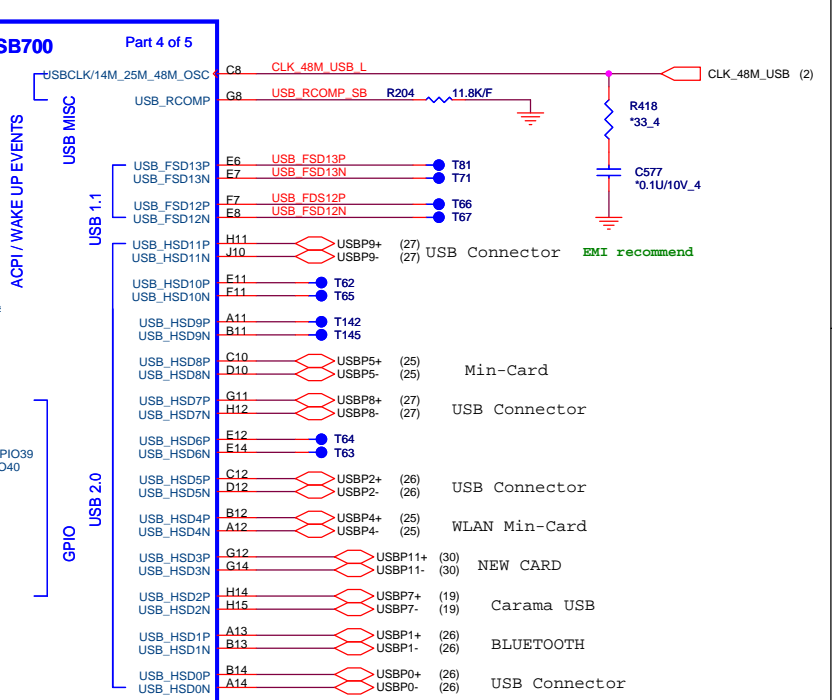 SB700 Part 4 of 5
USBCLK/14M_25M_48M_OSC C8 CLK_48M_USB_L CLK_48M_USB (2)
USB_RCOMP G8 USB_RCOMP_SB R204 11.8K/F
R418
*33_4
USB MISC
ACPI / WAKE UP EVENTS
USB_FSD13P E6 USB_FSD13P T81
USB_FSD13N E7 USB_FSD13N T71
C577
*0.1U/10V_4
USB 1.1
USB_FSD12P F7 USB_FDS12P T66
USB_FSD12N E8 USB_FSD12N T67
USB_HSD11P H11 USBP9+ (27)
USB_HSD11N J10 USBP9- (27) USB Connector EMI recommend
USB_HSD10P E11 T62
USB_HSD10N F11 T65
USB_HSD9P A11 T142
USB_HSD9N B11 T145
USB_HSD8P C10 USBP5+ (25)
USB_HSD8N D10 USBP5- (25) Min-Card
USB_HSD7P G11 USBP8+ (27)
USB_HSD7N H12 USBP8- (27) USB Connector
USB_HSD6P E12 T64
USB_HSD6N E14 T63
PIO39
O40
USB 2.0
GPIO
USB_HSD5P C12 USBP2+ (26)
USB_HSD5N D12 USBP2- (26) USB Connector
USB_HSD4P B12 USBP4+ (25)
USB_HSD4N A12 USBP4- (25) WLAN Min-Card
USB_HSD3P G12 USBP11+ (30)
USB_HSD3N G14 USBP11- (30) NEW CARD
USB_HSD2P H14 USBP7+ (19)
USB_HSD2N H15 USBP7- (19) Carama USB
USB_HSD1P A13 USBP1+ (26)
USB_HSD1N B13 USBP1- (26) BLUETOOTH
USB_HSD0P B14 USBP0+ (26)
USB_HSD0N A14 USBP0- (26) USB Connector